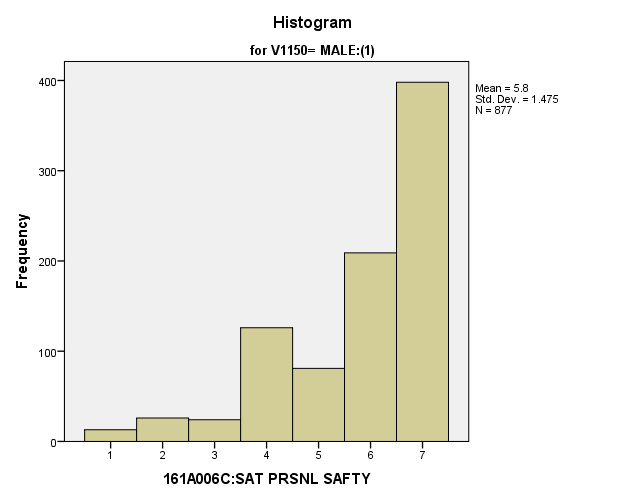 Histogram
for V1150= MALE:(1)
Mean = 5.8
Std. Dev. = 1.475
N = 877
Frequency
400
300
200
100
0
1 2 3 4 5 6 7
161A006C:SAT PRSNL SAFTY